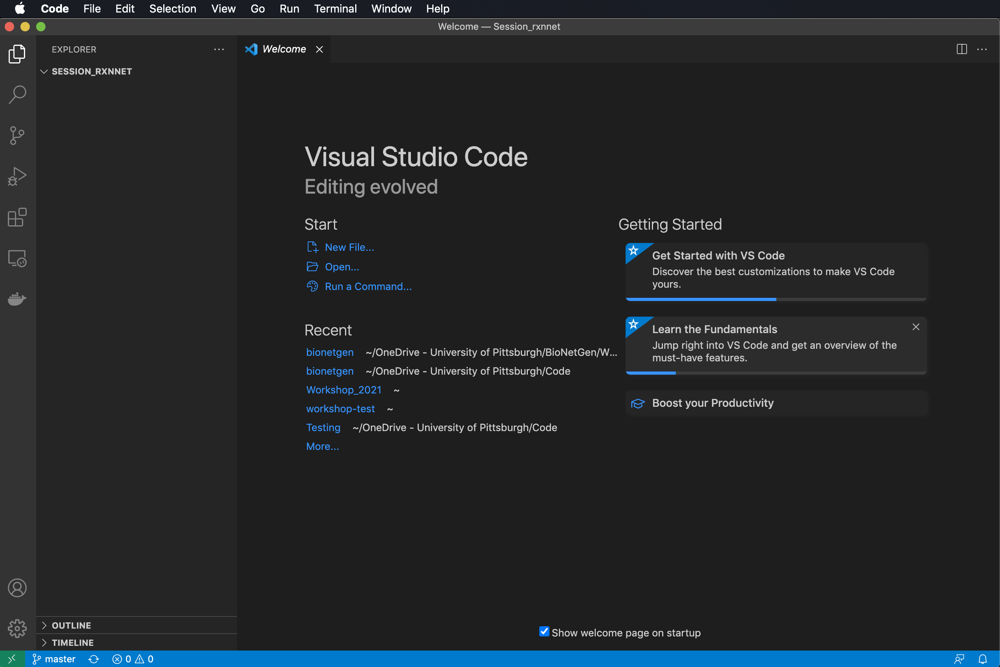 Code File Edit Selection View Go Run Terminal Window Help
Welcome — Session_rxnnet
EXPLORER
SESSION_RXNNET
Welcome
Visual Studio Code
Editing evolved
Start
New File...
Open...
Run a Command...
Recent
bionetgen ~/OneDrive - University of Pittsburgh/BioNetGen/W...
bionetgen ~/OneDrive - University of Pittsburgh/Code
Workshop_2021 ~
workshop-test ~
Testing ~/OneDrive - University of Pittsburgh/Code
More...
Getting Started
Get Started with VS Code
Discover the best customizations to make VS Code
yours.
Learn the Fundamentals
Jump right into VS Code and get an overview of the
must-have features.
Boost your Productivity
OUTLINE
TIMELINE
Show welcome page on startup
master 0 0